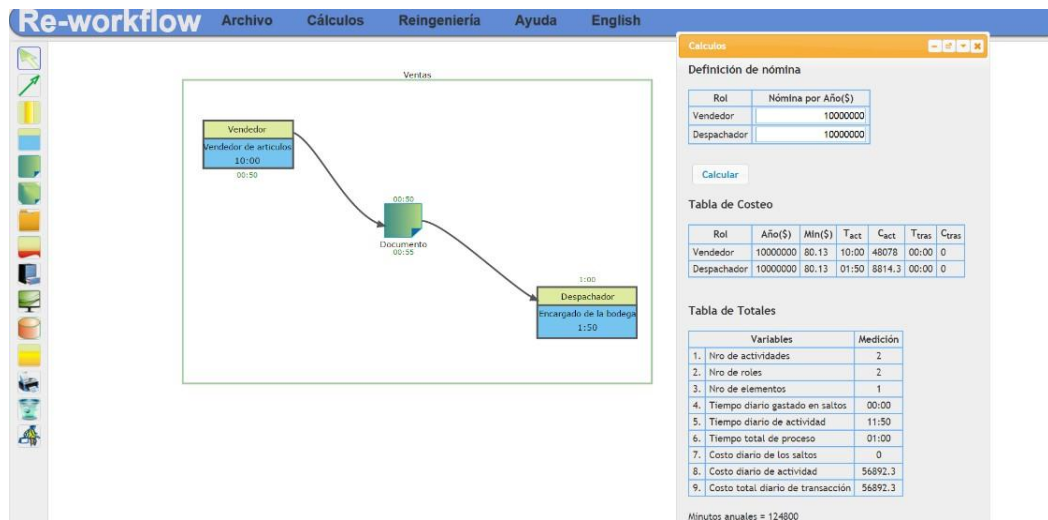 Re-workflow Archivo Cálculos Reingeniería Ayuda English
Ventas
Vendedor
Vendedor de articulos
10:00
00:50
00:50
Documento
00:55
1:00
Despachador
Encargado de la bodega
1:50
Calculos
Definición de nómina
Rol Nómina por Año($)
Vendedor 10000000
Despachador 10000000
Calcular
Tabla de Costeo
Rol Año($) Min($) Tact Cact Ttras Ctras
Vendedor 10000000 80.13 10:00 48078 00:00 0
Despachador 10000000 80.13 01:50 8814.3 00:00 0
Tabla de Totales
Variables Medición
1. Nro de actividades 2
2. Nro de roles 2
3. Nro de elementos 1
4. Tiempo diario gastado en saltos 00:00
5. Tiempo diario de actividad 11:50
6. Tiempo total de proceso 01:00
7. Costo diario de los saltos 0
8. Costo diario de actividad 56892.3
9. Costo total diario de transacción 56892.3
Minutos anuales = 124800